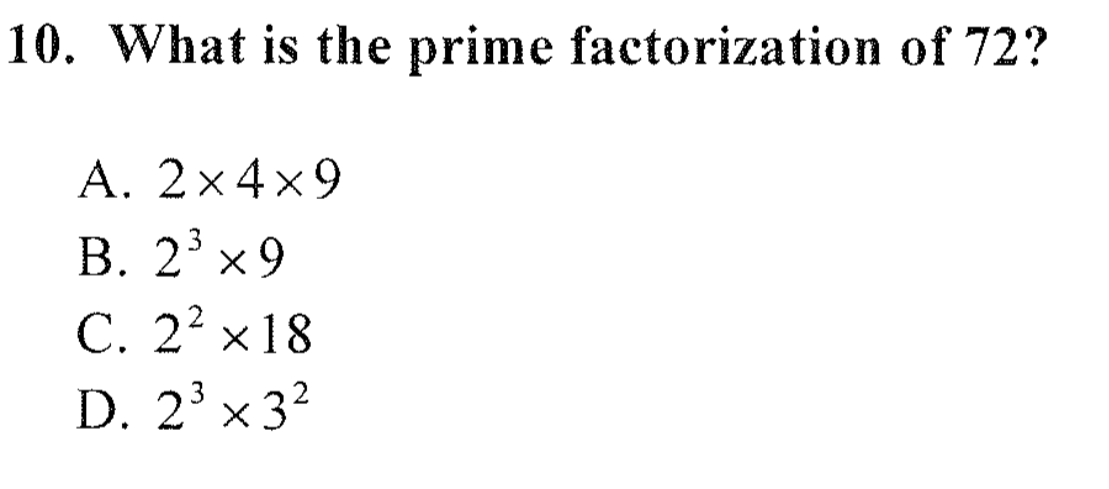 10. What is the prime factorization of 72?
A. 2×4×9
B. 2³ ×9
C. 2² ×18
D. 2³ ×3²